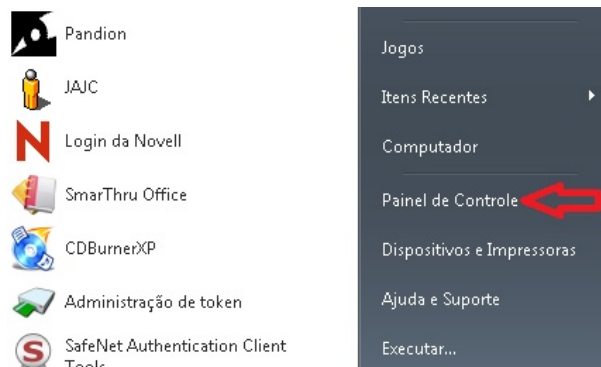 Pandion
JAJC
Login da Novell
SmarThru Office
CDBurnerXP
Administração de token
SafeNet Authentication Client
Tools
Jogos
Itens Recentes
Computador
Painel de Controle
Dispositivos e Impressoras
Ajuda e Suporte
Executar...